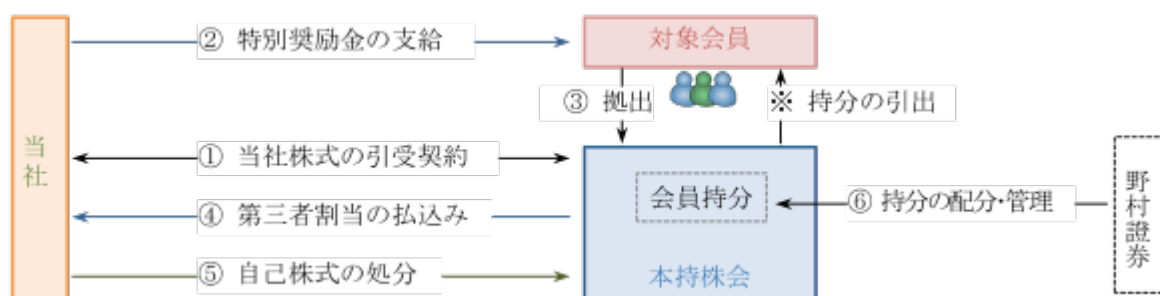 ② 特別奨励金の支給
対象会員
③ 拠出
※ 持分の引出
当社
① 当社株式の引受契約
会員持分
④ 第三者割当の払込み
⑥ 持分の配分・管理
野村證券
⑤ 自己株式の処分
本持株会